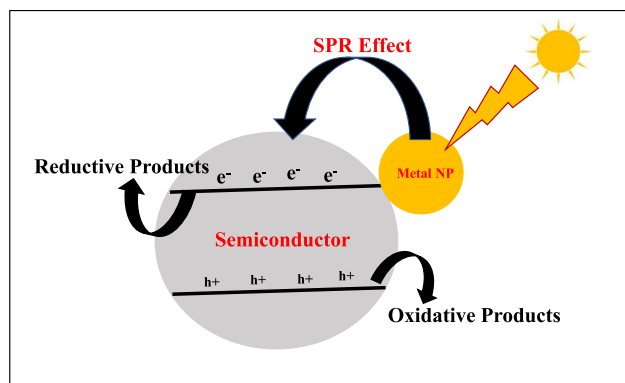 SPR Effect
Reductive Products
Metal NP
e- e- e- e-
Semiconductor
h+ h+ h+ h+
Oxidative Products